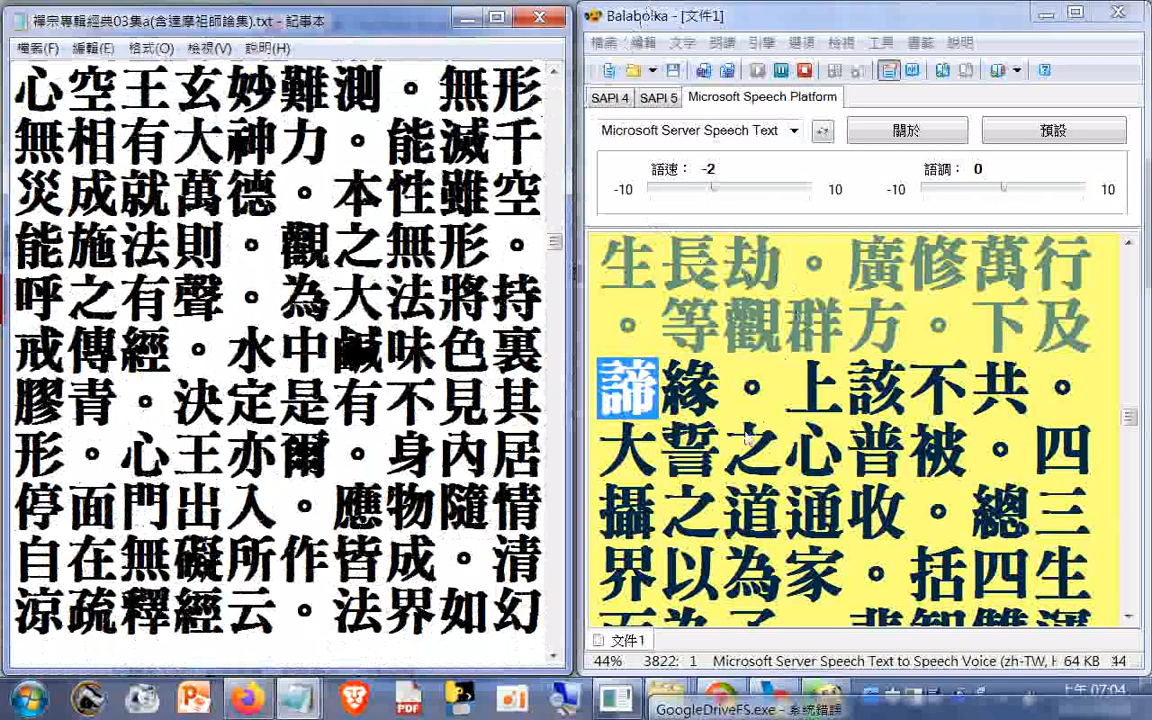 禪宗專輯經典03集a(含達摩祖師論集).txt - 記事本
檔案(F) 編輯(E) 格式(O) 檢視(V) 說明(H)
心空王玄妙難測。無形
無相有大神力。能滅千
災成就萬德。本性雖空
能施法則。觀之無形。
呼之有聲。為大法將持
戒傳經。水中鹹味色裏
膠青。決定是有不見其
形。心王亦爾。身內居
停面門出入。應物隨情
自在無礙所作皆成。清
涼疏釋經云。法界如幻
Balabolka - [文件1]
檔案 編輯 文字 朗讀 引擎 選項 檢視 工具 書籤 說明
SAPI 4 SAPI 5 Microsoft Speech Platform
Microsoft Server Speech Text 關於 預設
語速： -2 語調： 0
-10 10 -10 10
生長劫。廣修萬行
。等觀群方。下及
諦緣。上該不共。
大誓之心普被。四
攝之道通收。總三
界以為家。括四生
而為子。悲智雙運
文件1
44% 3822: 1 Microsoft Server Speech Text to Speech Voice (zh-TW, H 64 KB 44
上午 07:04
GoogleDriveFS.exe - 系統錯誤